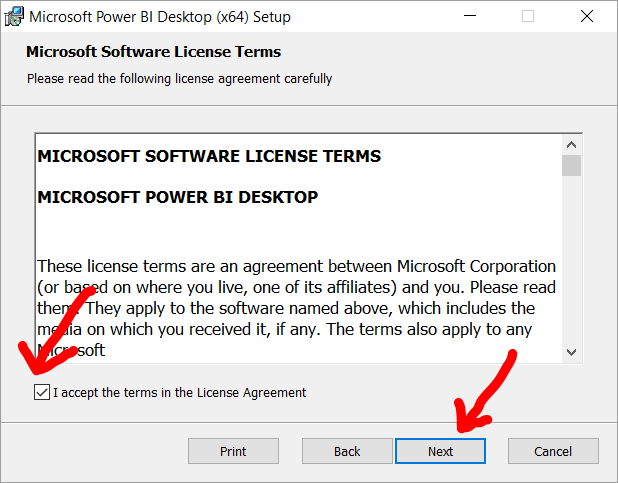 Microsoft Power BI Desktop (x64) Setup
Microsoft Software License Terms
Please read the following license agreement carefully
MICROSOFT SOFTWARE LICENSE TERMS
MICROSOFT POWER BI DESKTOP
These license terms are an agreement between Microsoft Corporation
(or based on where you live, one of its affiliates) and you. Please read
them. They apply to the software named above, which includes the
media on which you received it, if any. The terms also apply to any
Microsoft
I accept the terms in the License Agreement
Print Back Next Cancel